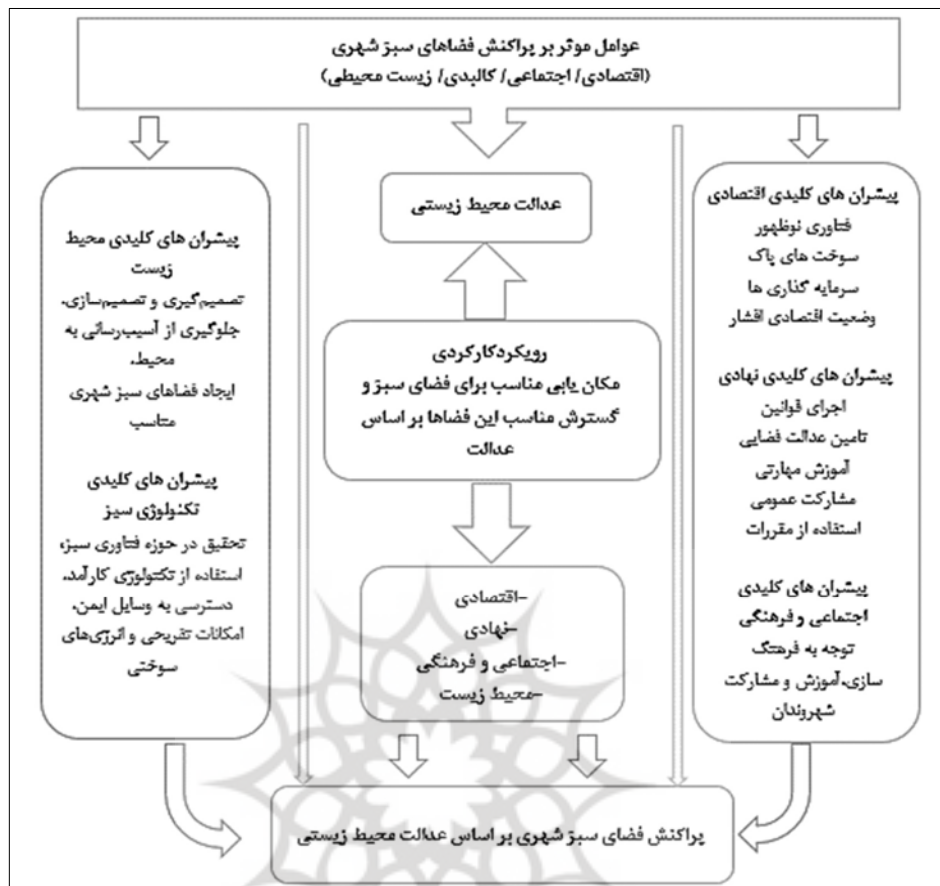 عوامل موثر بر پراکنش فضاهای سبز شهری
(اقتصادی/ اجتماعی/ کالبدی/ زیست محیطی)
پیشران های کلیدی اقتصادی
فناوری نوظهور
سوخت های پاک
سرمایه گذاری ها
وضعیت اقتصادی اقشار
پیشران های کلیدی نهادی
اجرای قوانین
تامین عدالت فضایی
آموزش مهارتی
مشارکت عمومی
استفاده از مقررات
پیشران های کلیدی
اجتماعی و فرهنگی
توجه به فرهنگ
سازی،آموزش و مشارکت
شهروندان
عدالت محیط زیستی
رویکردکارکردی
مکان یابی مناسب برای فضای سبز و
گسترش مناسب این فضاها بر اساس
عدالت
-اقتصادی
-نهادی
-اجتماعی و فرهنگی
-محیط زیست
پیشران های کلیدی محیط
زیست
تصمیم‌گیری و تصمیم‌سازی،
جلوگیری از آسیب‌رسانی به
محیط،
ایجاد فضاهای سبز شهری
متناسب
پیشران های کلیدی
تکنولوژی سبز
تحقیق در حوزه فناوری سبز،
استفاده از تکنولوژی کارآمد،
دسترسی به وسایل ایمن،
امکانات تفریحی و انرژی‌های
سوختی
پراکنش فضای سبز شهری بر اساس عدالت محیط زیستی